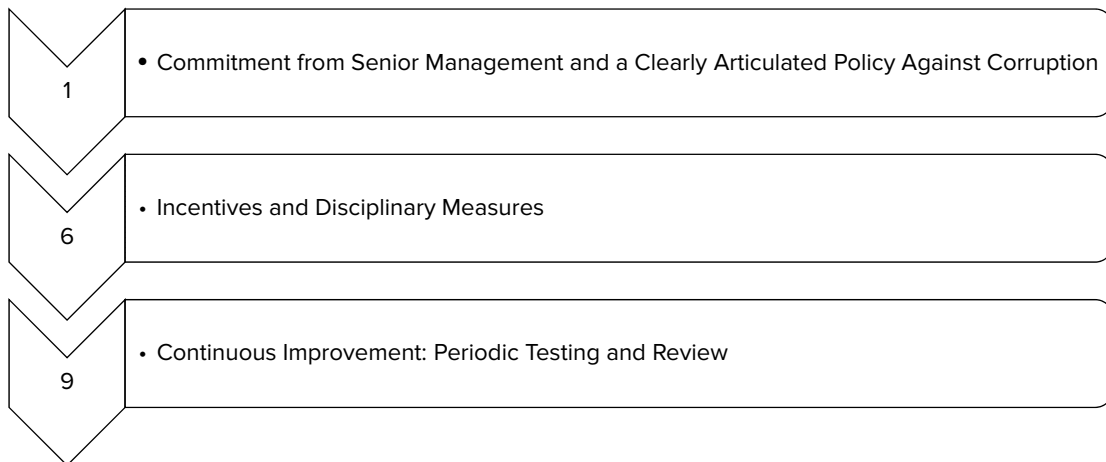 1
• Commitment from Senior Management and a Clearly Articulated Policy Against Corruption
6
• Incentives and Disciplinary Measures
9
• Continuous Improvement: Periodic Testing and Review